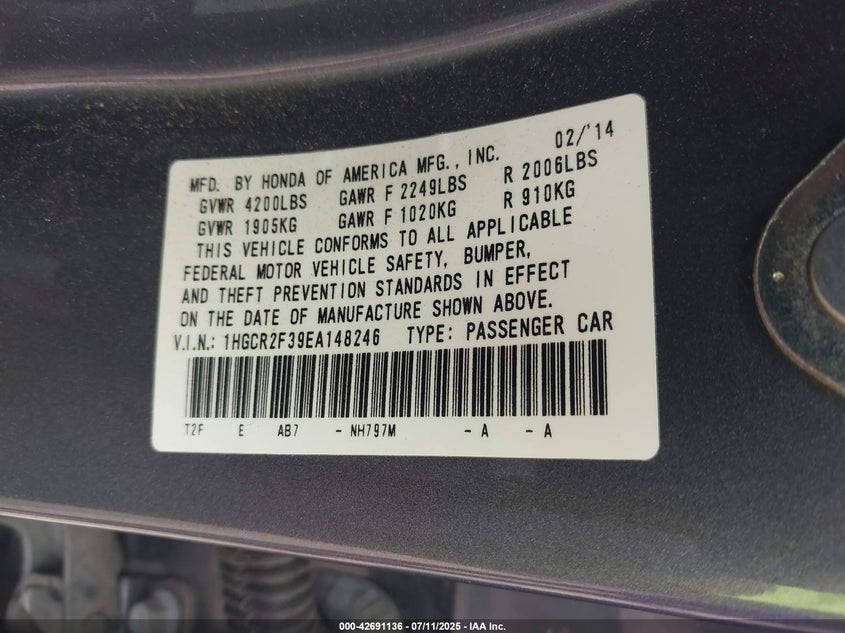 02/'14
MFD. BY HONDA OF AMERICA MFG., INC.
GVWR 4200LBS GAWR F 2249LBS R 2006LBS
GVWR 1905KG GAWR F 1020KG R 910KG
THIS VEHICLE CONFORMS TO ALL APPLICABLE
FEDERAL MOTOR VEHICLE SAFETY, BUMPER,
AND THEFT PREVENTION STANDARDS IN EFFECT
ON THE DATE OF MANUFACTURE SHOWN ABOVE.
V.I.N.: 1HGCR2F39EA148246 TYPE: PASSENGER CAR
T2F E AB7 - NH797M - A - A
000-42691136 - 07/11/2025 - IAA Inc.